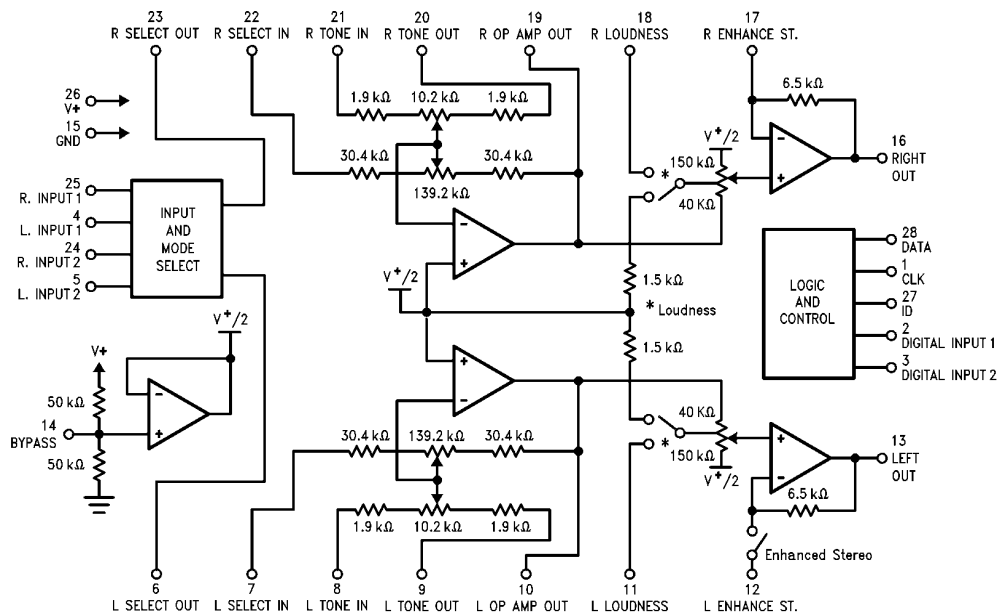 23 22 21 20 19 18 17
R SELECT OUT R SELECT IN R TONE IN R TONE OUT R OP AMP OUT R LOUDNESS R ENHANCE ST.
26
V+
15
GND
1.9 kΩ 10.2 kΩ 1.9 kΩ
6.5 kΩ
30.4 kΩ 30.4 kΩ
139.2 kΩ
V+/2
150 kΩ
*
40 KΩ
-
+
16
RIGHT
OUT
25
R. INPUT 1
4
L. INPUT 1
24
R. INPUT 2
5
L. INPUT 2
INPUT
AND
MODE
SELECT
-
+
V+/2
1.5 kΩ
* Loudness
1.5 kΩ
LOGIC
AND
CONTROL
28
DATA
1
CLK
27
ID
2
DIGITAL INPUT 1
3
DIGITAL INPUT 2
V+/2
V+
50 kΩ
14
BYPASS
50 kΩ
-
+
+
-
30.4 kΩ 139.2 kΩ 30.4 kΩ
40 KΩ
*
150 kΩ
V+/2
+
-
13
LEFT
OUT
6.5 kΩ
1.9 kΩ 10.2 kΩ 1.9 kΩ
Enhanced Stereo
6 7 8 9 10 11 12
L SELECT OUT L SELECT IN L TONE IN L TONE OUT L OP AMP OUT L LOUDNESS L ENHANCE ST.